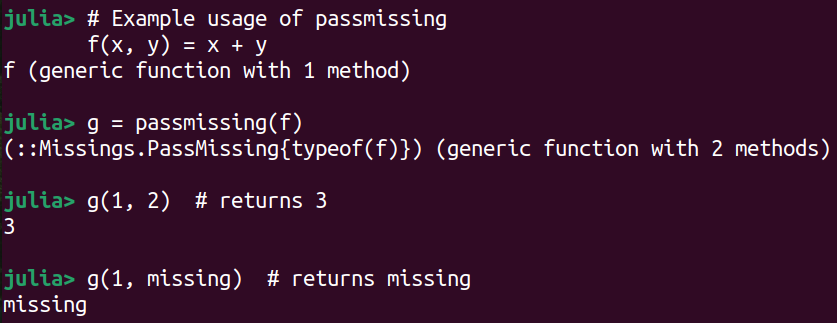 julia> # Example usage of passmissing
f(x, y) = x + y
f (generic function with 1 method)
julia> g = passmissing(f)
(::Missings.PassMissing{typeof(f)}) (generic function with 2 methods)
julia> g(1, 2)  # returns 3
3
julia> g(1, missing)  # returns missing
missing